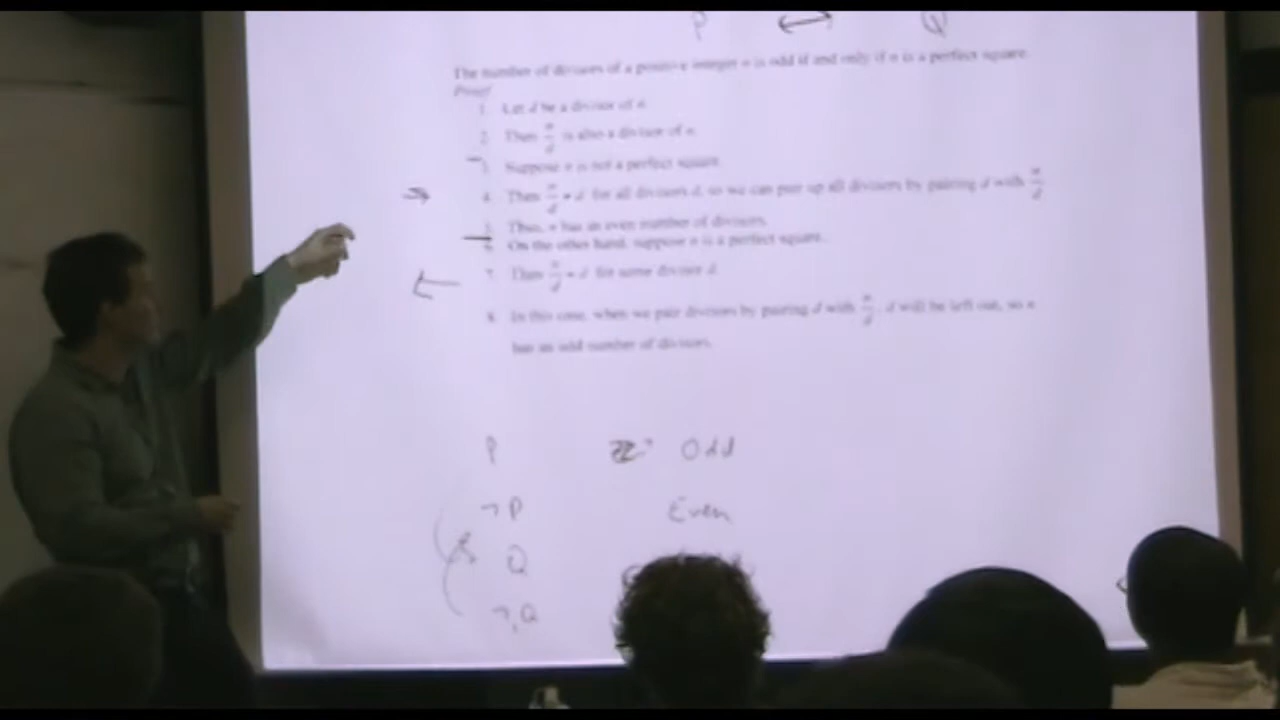 P ↔ Q
The number of divisors of a positive integer n is odd if and only if n is a perfect square.
Proof
1. Let d be a divisor of n.
2. Then n/d is also a divisor of n.
3. Suppose n is not a perfect square.
→ 4. Then n/d ≠ d for all divisors d, so we can pair up all divisors by pairing d with n/d
5. Thus, n has an even number of divisors.
6. On the other hand, suppose n is a perfect square.
← 7. Then n/d = d for some divisor d.
8. In this case, when we pair divisors by pairing d with n/d, d will be left out, so n
has an odd number of divisors.
P Odd
¬P Even
Q
¬Q